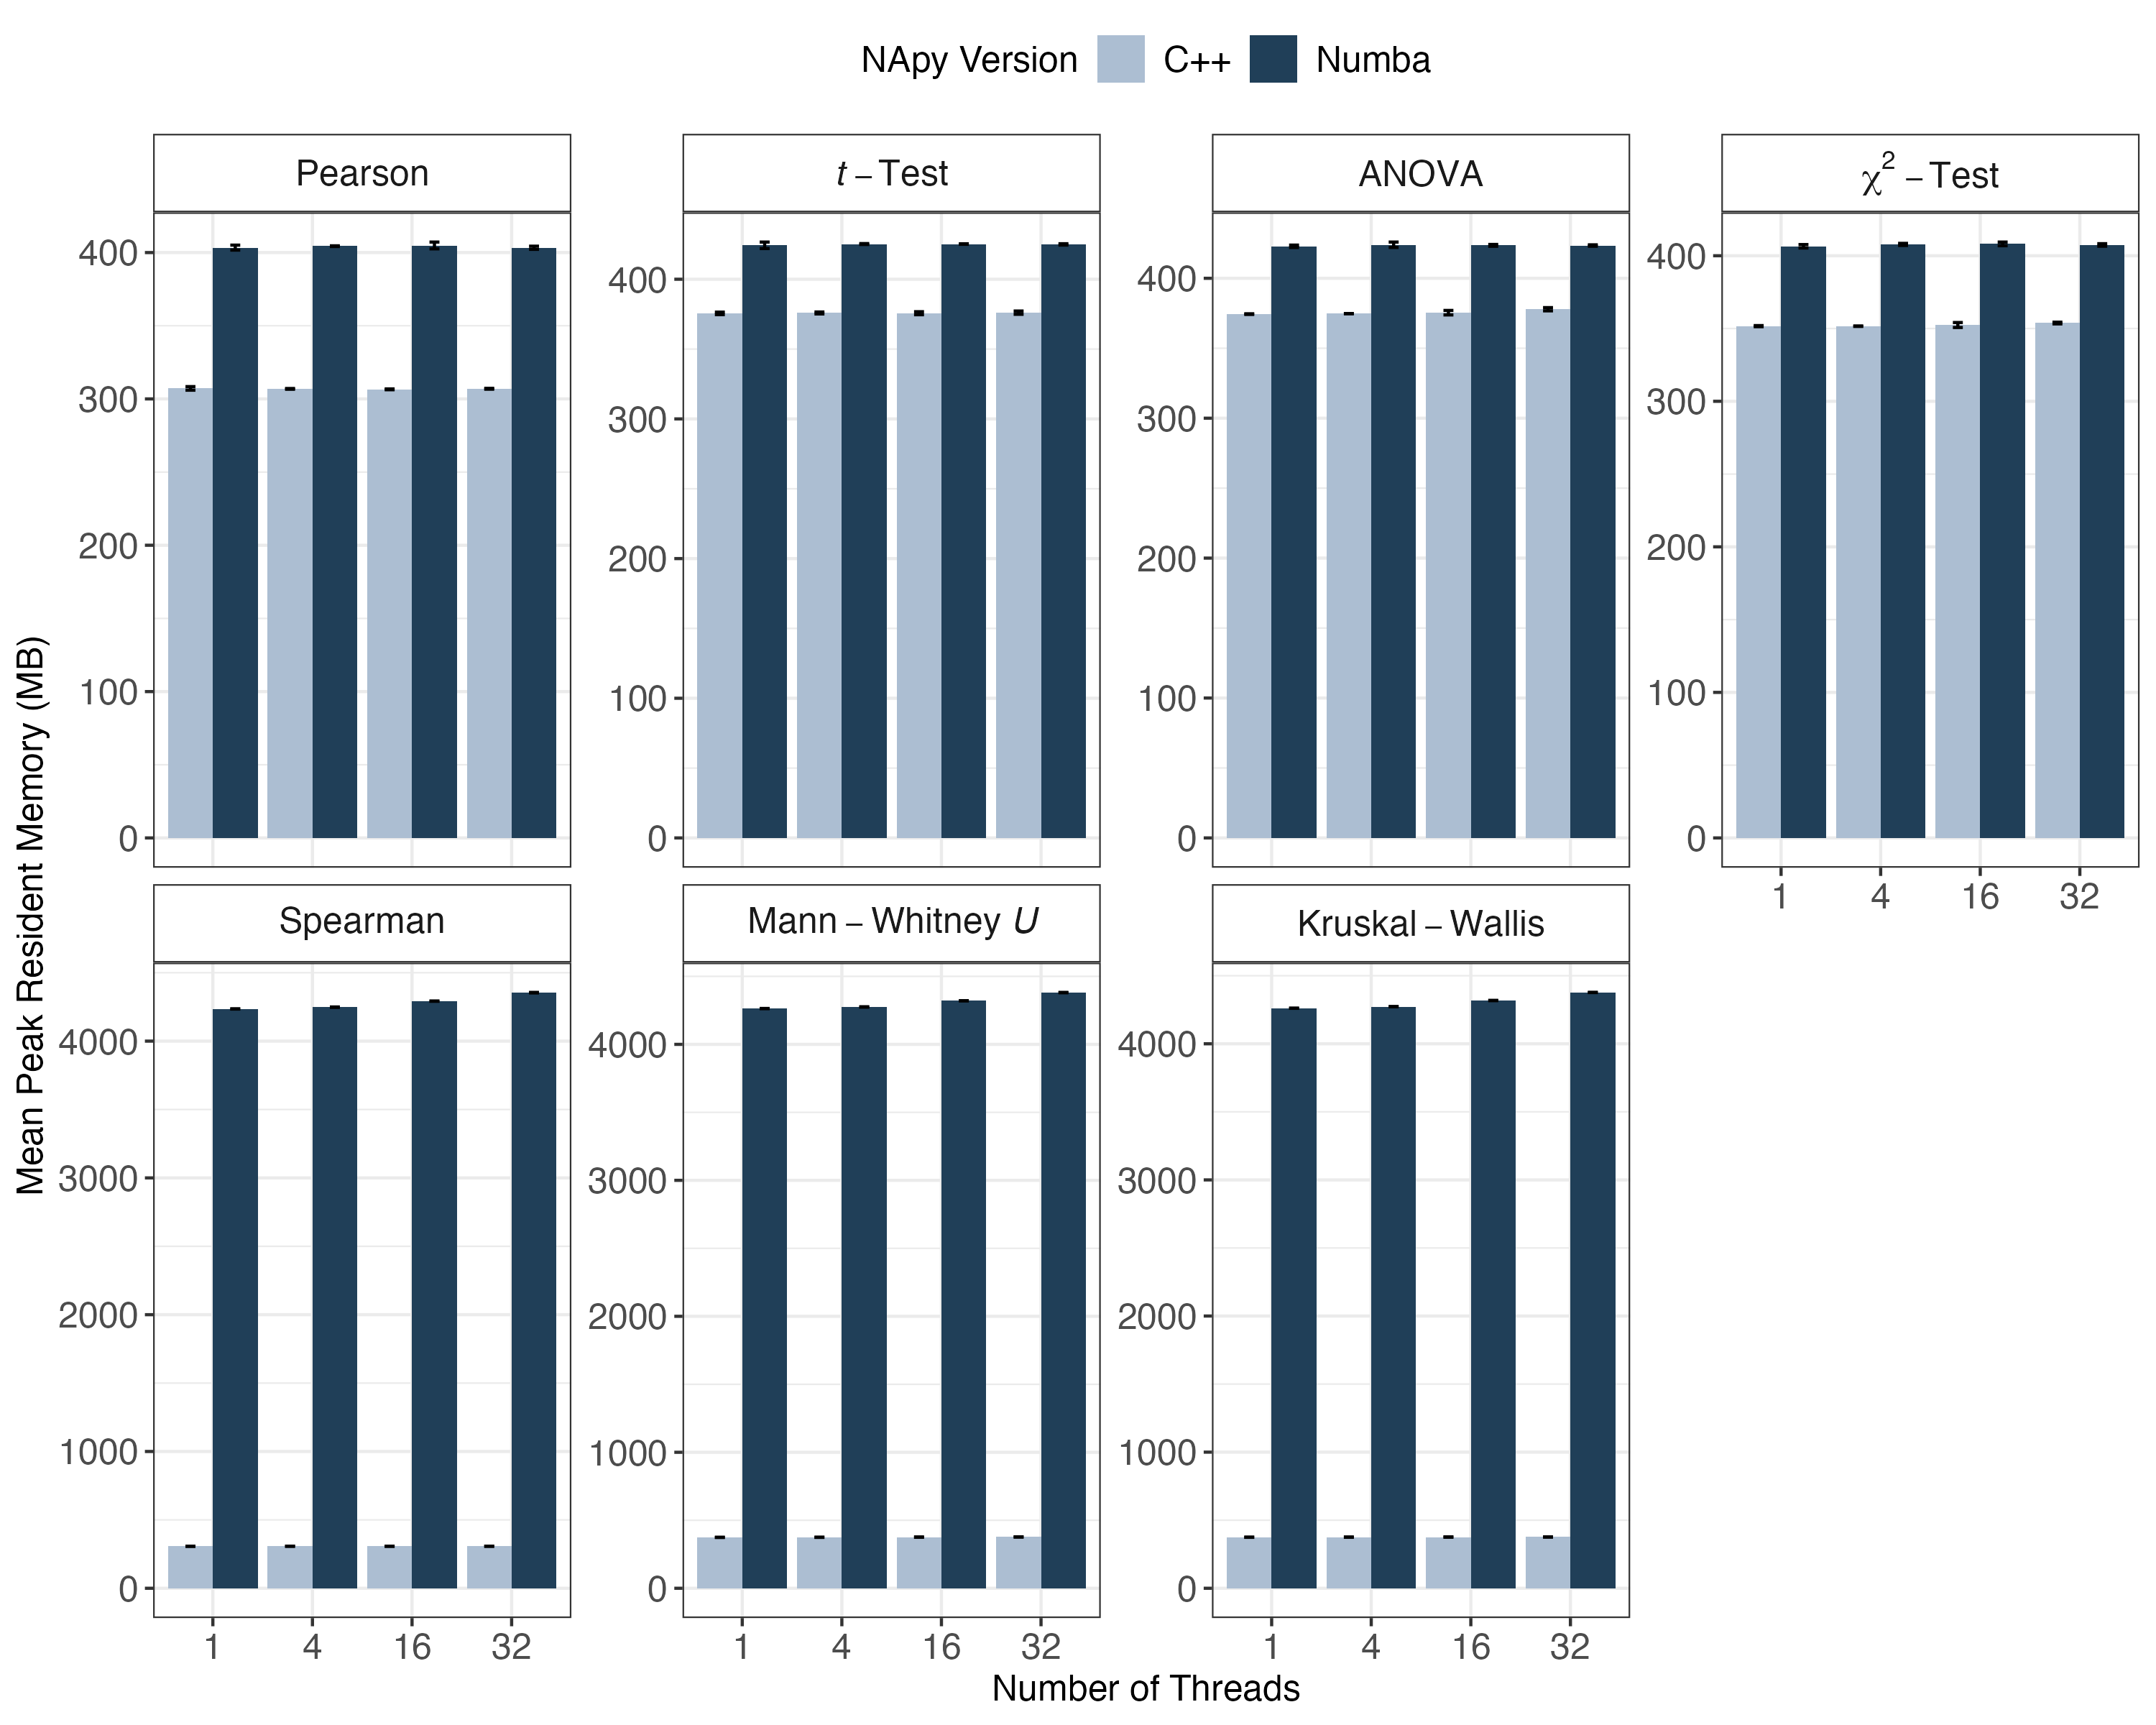 NApy Version C++ Numba
Pearson
t – Test
ANOVA
χ² – Test
400
300
200
100
0
400
300
200
100
0
400
300
200
100
0
400
300
200
100
0
1 4 16 32
Mean Peak Resident Memory (MB)
Spearman
Mann – Whitney U
Kruskal – Wallis
4000
3000
2000
1000
0
4000
3000
2000
1000
0
4000
3000
2000
1000
0
1 4 16 32
1 4 16 32
1 4 16 32
Number of Threads